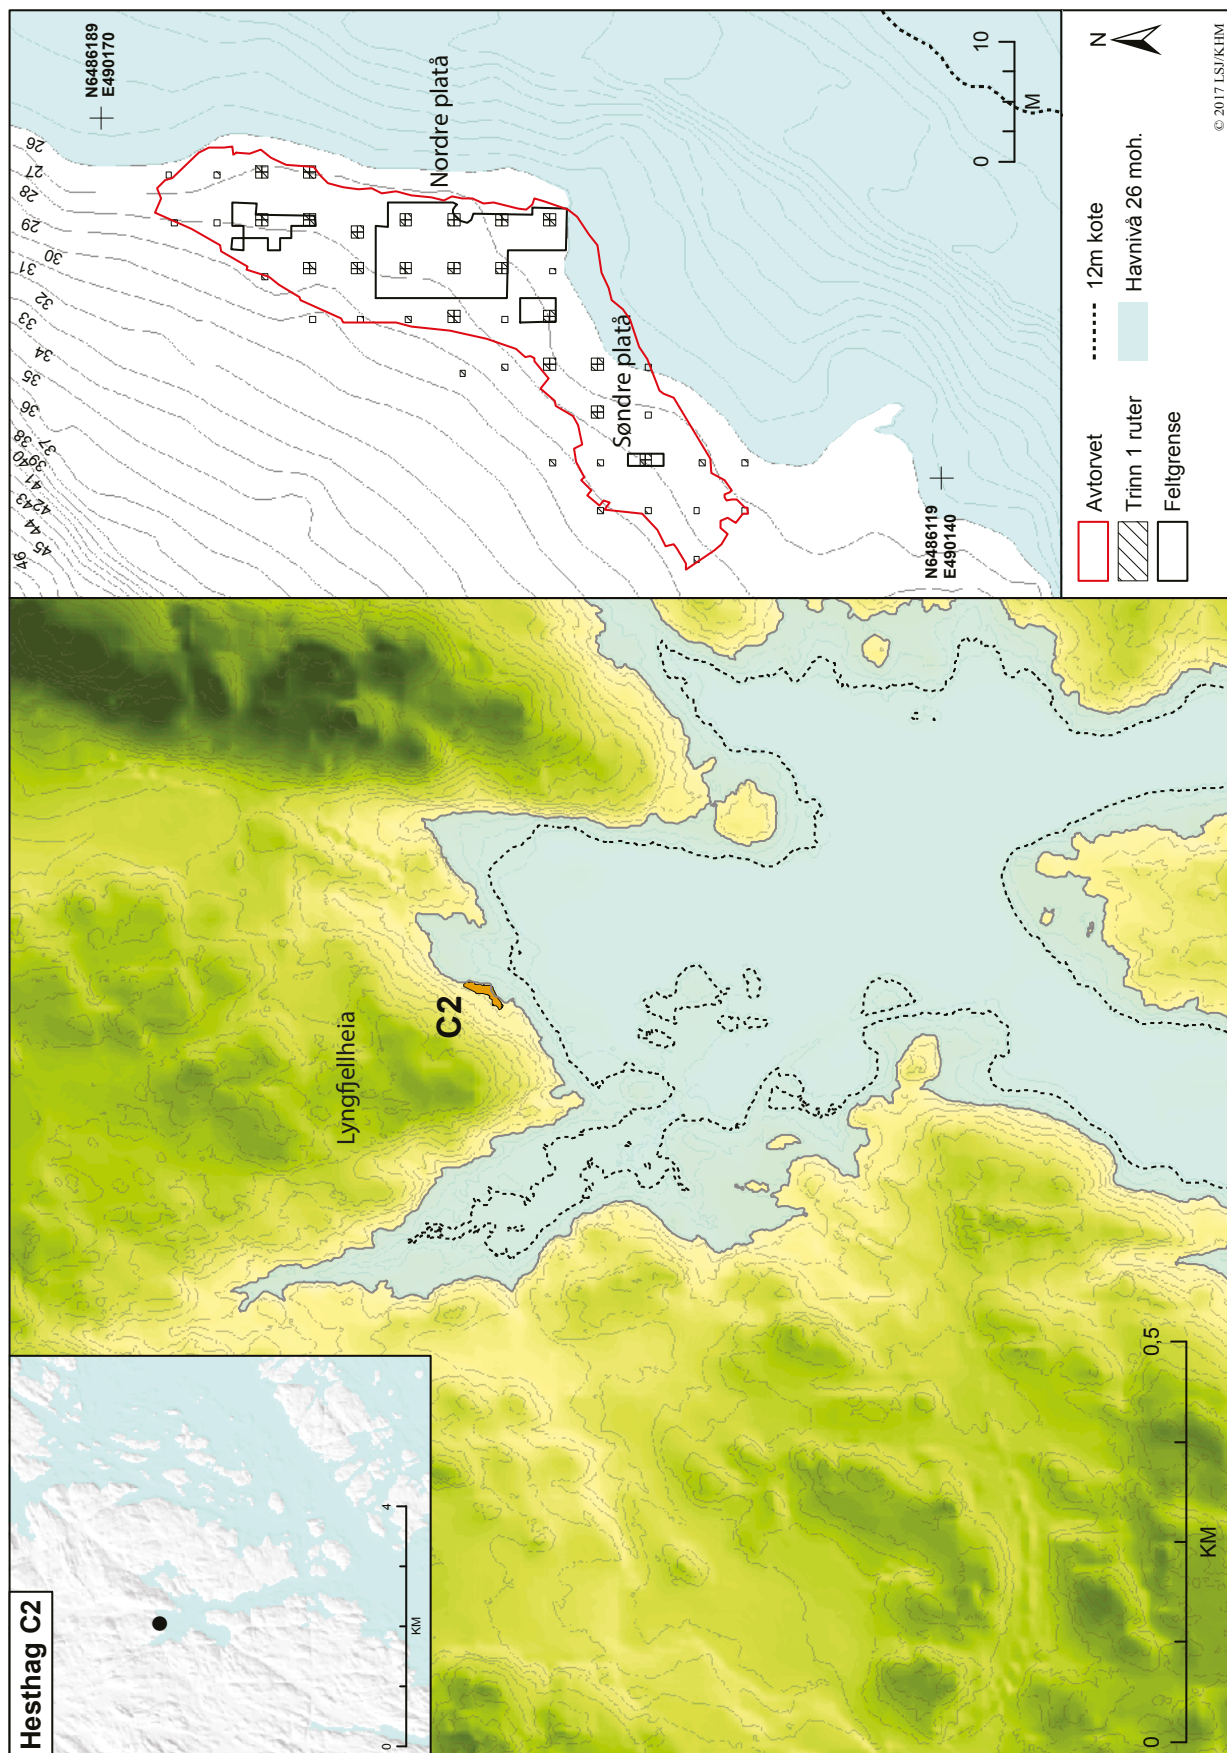 Hesthag C2
0
4
KM
Lyngfjellheia
C2
0
0,5
KM
46
45
44
43
42
41
40
39
38
37
36
35
34
33
32
31
30
29
28
27
26
N6486189
E490170
Nordre platå
Søndre platå
N6486119
E490140
0
10
M
Avtorvet
Trinn 1 ruter
Feltgrense
12m kote
Havnivå 26 moh.
N
© 2017 LSJ/KHM